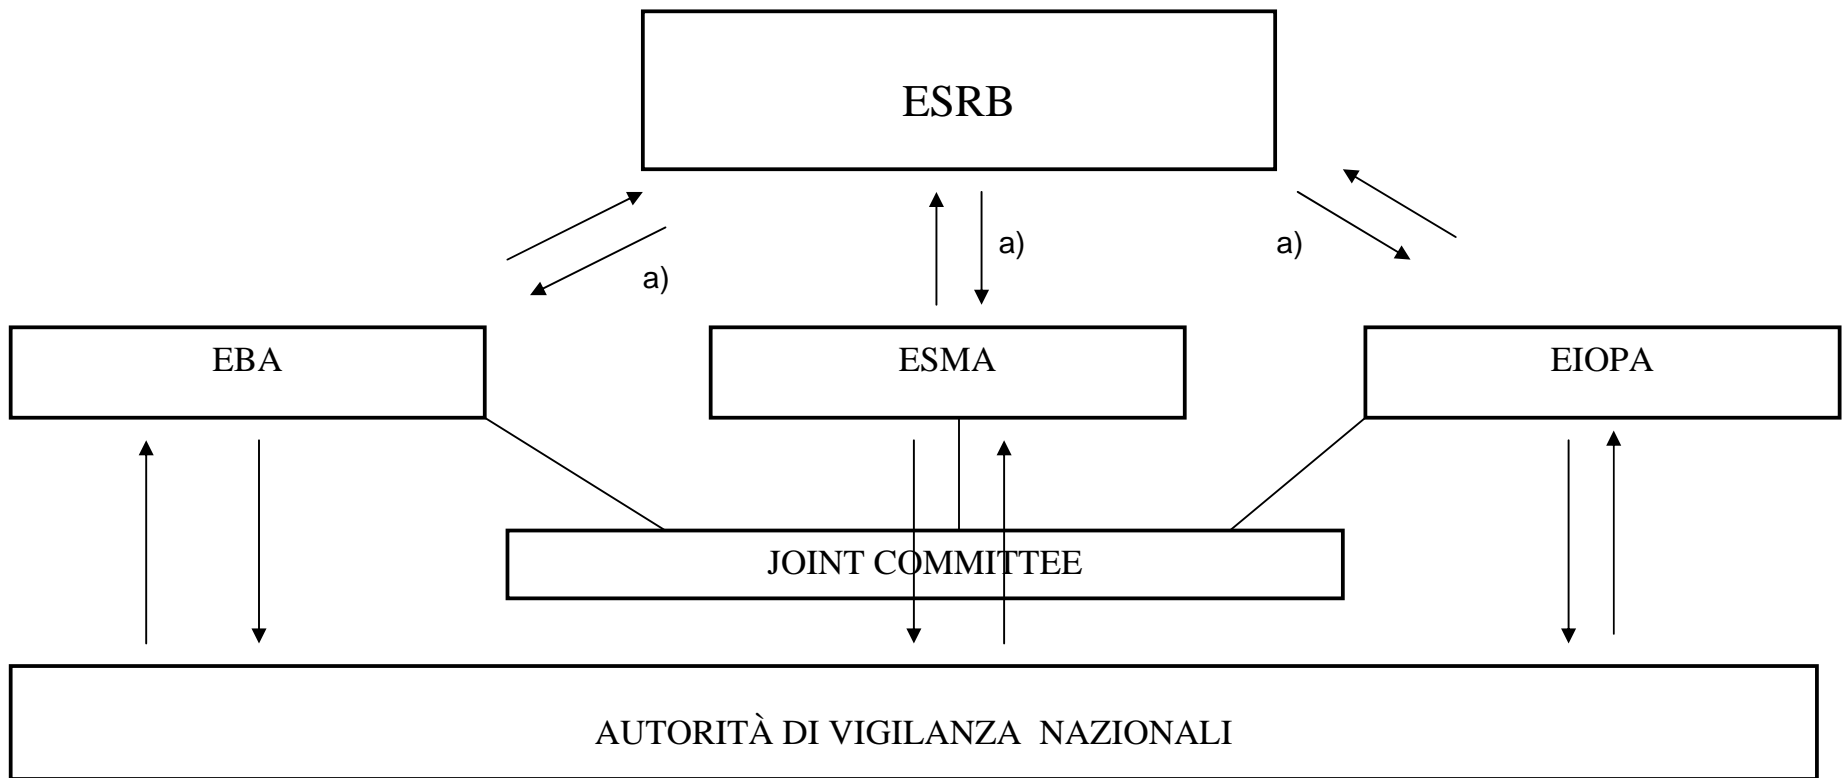 ESRB
a)
a)
a)
EBA
ESMA
EIOPA
JOINT COMMITTEE
AUTORITÀ DI VIGILANZA NAZIONALI